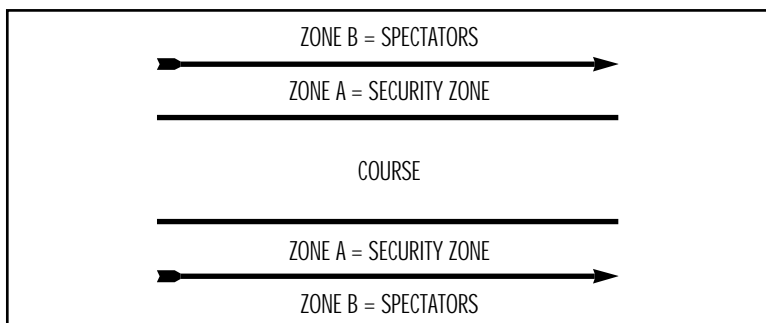 ZONE B = SPECTATORS
ZONE A = SECURITY ZONE
COURSE
ZONE A = SECURITY ZONE
ZONE B = SPECTATORS